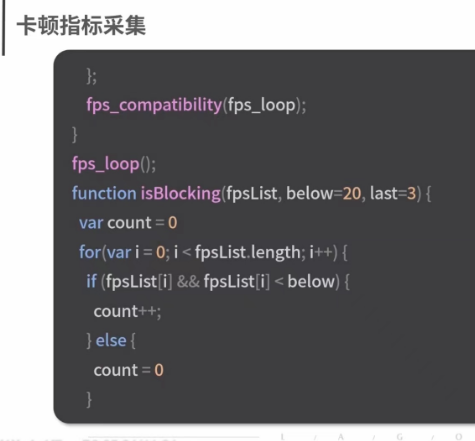 卡顿指标采集
};
fps_compatibility(fps_loop);
}
fps_loop();
function isBlocking(fpsList, below=20, last=3) {
var count = 0
for(var i = 0; i < fpsList.length; i++) {
if (fpsList[i] && fpsList[i] < below) {
count++;
} else {
count = 0
}
L / A / G / O